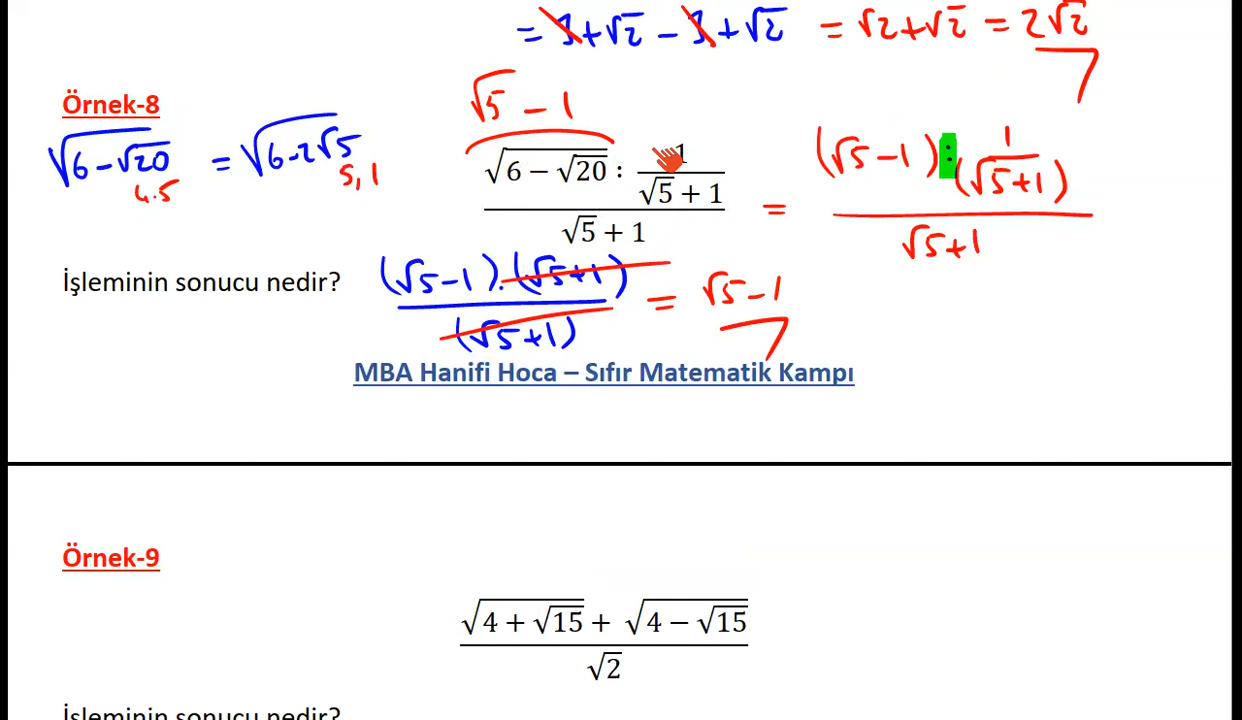 = 3+√2 - 3+√2 = √2+√2 = 2√2
Örnek-8
√(6-√20) = √(6-2√5)
4.5
5,1
√5 - 1
√(6 − √20) : 1/(√5 + 1)
√5 + 1
= (√5-1) : (1/(√5+1))
√5+1
İşleminin sonucu nedir?
(√5-1).(√5+1)
(√5+1)
= √5-1
MBA Hanifi Hoca – Sıfır Matematik Kampı
Örnek-9
√(4 + √15) + √(4 − √15)
√2
İşleminin sonucu nedir?